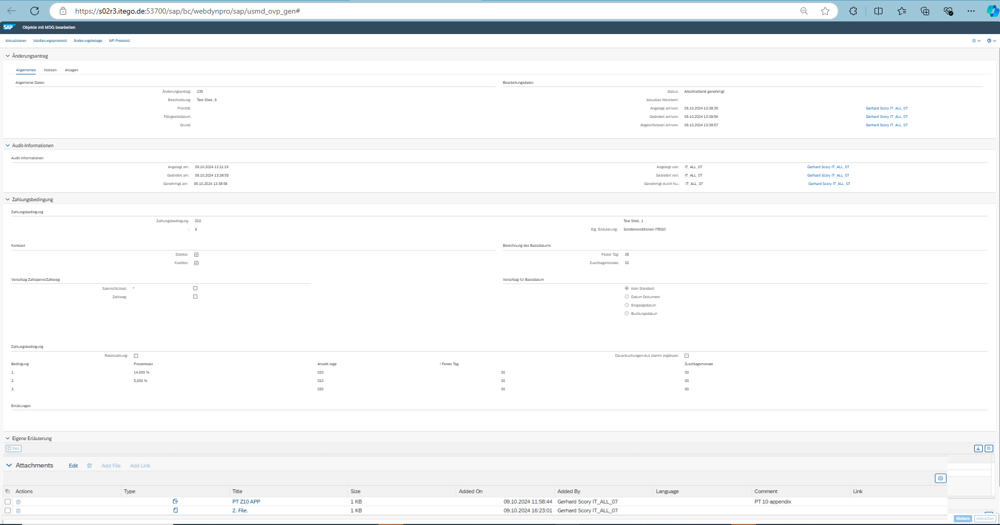 https://s02r3.itego.de:53700/sap/bc/webdynpro/sap/usmd_ovp_gen#
SAP Objekte mit MDG bearbeiten
Aktualisieren Validierungsprotokoll Änderungsbelege WF-Protokoll
Änderungsantrag
Allgemeines Notizen Anlagen
Allgemeine Daten Bearbeitungsdaten
Änderungsantrag: 235 Status: Abschließend genehmigt
Beschreibung: Test Shell_6 Aktuelles Workitem:
Priorität: Angelegt am/von: 09.10.2024 13:38:35 Gerhard Scory IT_ALL_07
Fälligkeitsdatum: Geändert am/von: 09.10.2024 13:38:56 Gerhard Scory IT_ALL_07
Grund: Abgeschlossen am/von: 09.10.2024 13:38:57 Gerhard Scory IT_ALL_07
Audit-Informationen
Audit-Informationen
Angelegt am: 09.10.2024 12:11:19 Angelegt von: IT_ALL_07 Gerhard Scory IT_ALL_07
Geändert am: 09.10.2024 13:38:55 Geändert von: IT_ALL_07 Gerhard Scory IT_ALL_07
Genehmigt am: 09.10.2024 13:38:56 Genehmigt durch Nu.: IT_ALL_07 Gerhard Scory IT_ALL_07
Zahlungsbedingung
Zahlungsbedingung
Zahlungsbedingung: Z10 Test Shell_1
: 6 Eig. Erläuterung: Sonderkonditionen ITEGO
Kontoart Berechnung des Basisdatums
Debitor: Fester Tag: 05
Kreditor: Zuschlagsmonate: 02
Vorschlag Zahlsperre/Zahlweg Vorschlag für Basisdatum
Sperrschlüssel: * Kein Standard
Zahlweg: Datum Dokument
Eingangsdatum
Buchungsdatum
Zahlungsbedingung
Ratenzahlung: Dauerbuchungen:Aus stamm ergänzen:
Bedingung Prozentsatz Anzahl tage / Fester Tag Zuschlagsmonate
1. 14,000 % 020 00 00
2. 5,000 % 010 00 00
3. 030 00 00
Erklärungen
Eigene Erläuterung
Neu
Attachments Edit Add File Add Link
Actions Type Title Size Added On Added By Language Comment Link
PT Z10 APP 1 KB 09.10.2024 11:58:44 Gerhard Scory IT_ALL_07 PT 10 appendix
2. File. 1 KB 09.10.2024 16:23:01 Gerhard Scory IT_ALL_07
Sichern Abbrechen